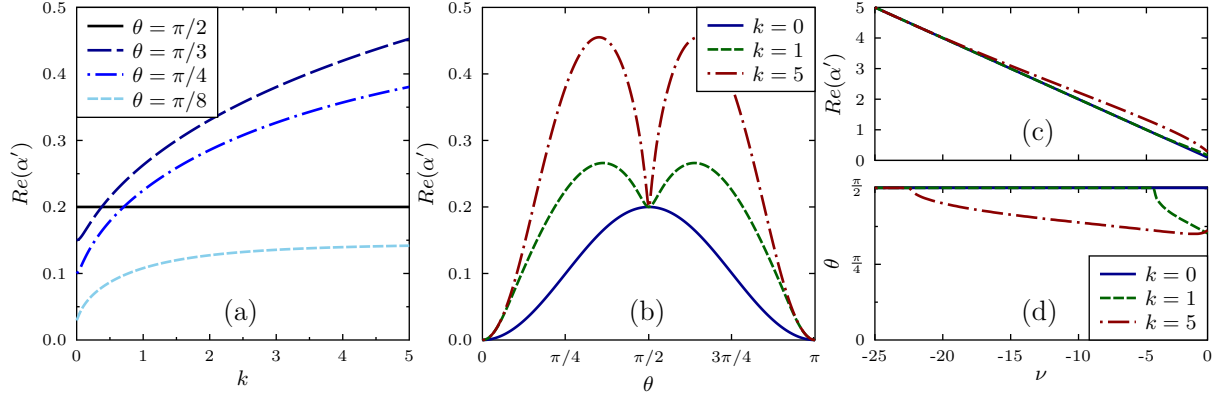 Re(α′)
0.5
0.4
0.3
0.2
0.1
0.0
θ = π/2
θ = π/3
θ = π/4
θ = π/8
(a)
0 1 2 3 4 5
k
Re(α′)
0.5
0.4
0.3
0.2
0.1
0.0
k = 0
k = 1
k = 5
(b)
0 π/4 π/2 3π/4 π
θ
Re(α′)
5
4
3
2
1
0
(c)
θ
π/2
π/4
0
k = 0
k = 1
k = 5
(d)
-25 -20 -15 -10 -5 0
ν